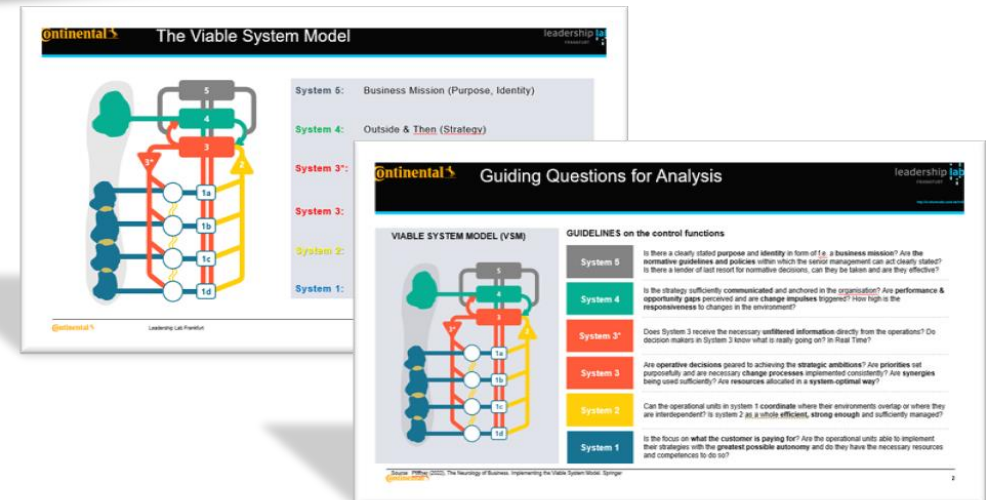 Continental
The Viable System Model
leadership la
FRANKFURT
5
4
3
3*
2
1a
1b
1c
1d
System 5: Business Mission (Purpose, Identity)
System 4: Outside & Then (Strategy)
System 3*:
System 3:
System 2:
System 1:
Continental
Leadership Lab Frankfurt
Continental
Guiding Questions for Analysis
leadership lab
FRANKFURT
VIABLE SYSTEM MODEL (VSM)
5
4
3
3*
2
1a
1b
1c
1d
GUIDELINES on the control functions
System 5
Is there a clearly stated purpose and identity in form of f.e. a business mission? Are the
normative guidelines and policies within which the senior management can act clearly stated?
Is there a lender of last resort for normative decisions, can they be taken and are they effective?
System 4
Is the strategy sufficiently communicated and anchored in the organisation? Are performance &
opportunity gaps perceived and are change impulses triggered? How high is the
responsiveness to changes in the environment?
System 3*
Does System 3 receive the necessary unfiltered information directly from the operations? Do
decision makers in System 3 know what is really going on? In Real Time?
System 3
Are operative decisions geared to achieving the strategic ambitions? Are priorities set
purposefully and are necessary change processes implemented consistently? Are synergies
being used sufficiently? Are resources allocated in a system-optimal way?
System 2
Can the operational units in system 1 coordinate where their environments overlap or where they
are interdependent? Is system 2 as a whole efficient, strong enough and sufficiently managed?
System 1
Is the focus on what the customer is paying for? Are the operational units able to implement
their strategies with the greatest possible autonomy and do they have the necessary resources
and competences to do so?
Source: Pfiffner (2022), The Neurology of Business. Implementing the Viable System Model. Springer
Continental
2